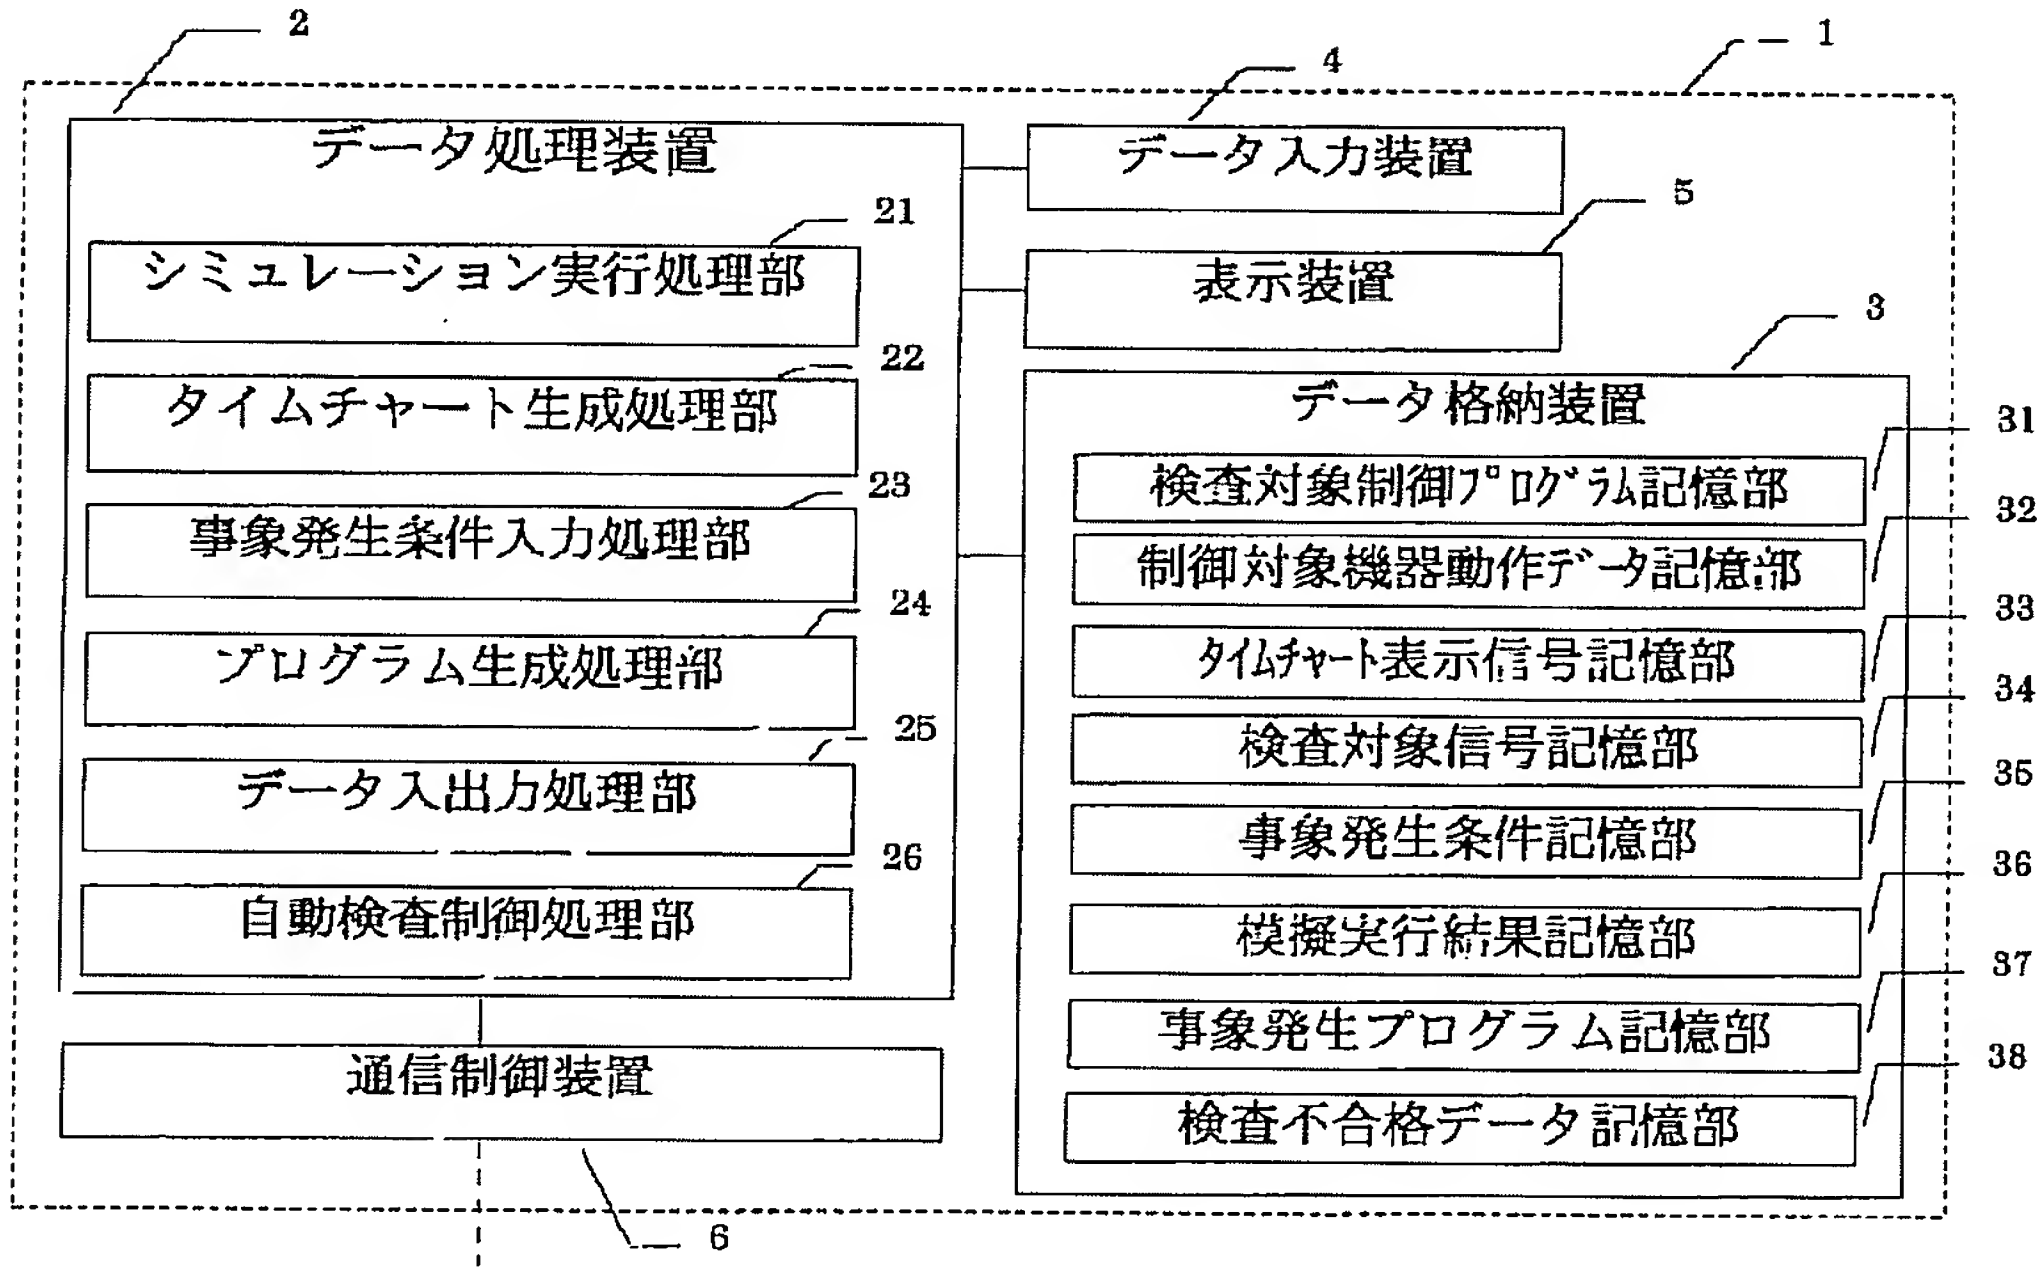 2
1
4
データ処理装置
データ入力装置
21
5
シミュレーション実行処理部
表示装置
3
22
タイムチャート生成処理部
データ格納装置
31
検査対象制御プログラム記憶部
23
32
事象発生条件入力処理部
制御対象機器動作データ記憶部
24
33
プログラム生成処理部
タイムチャート表示信号記憶部
34
25
検査対象信号記憶部
35
データ入出力処理部
事象発生条件記憶部
26
36
自動検査制御処理部
模擬実行結果記憶部
37
事象発生プログラム記憶部
38
通信制御装置
検査不合格データ記憶部
6